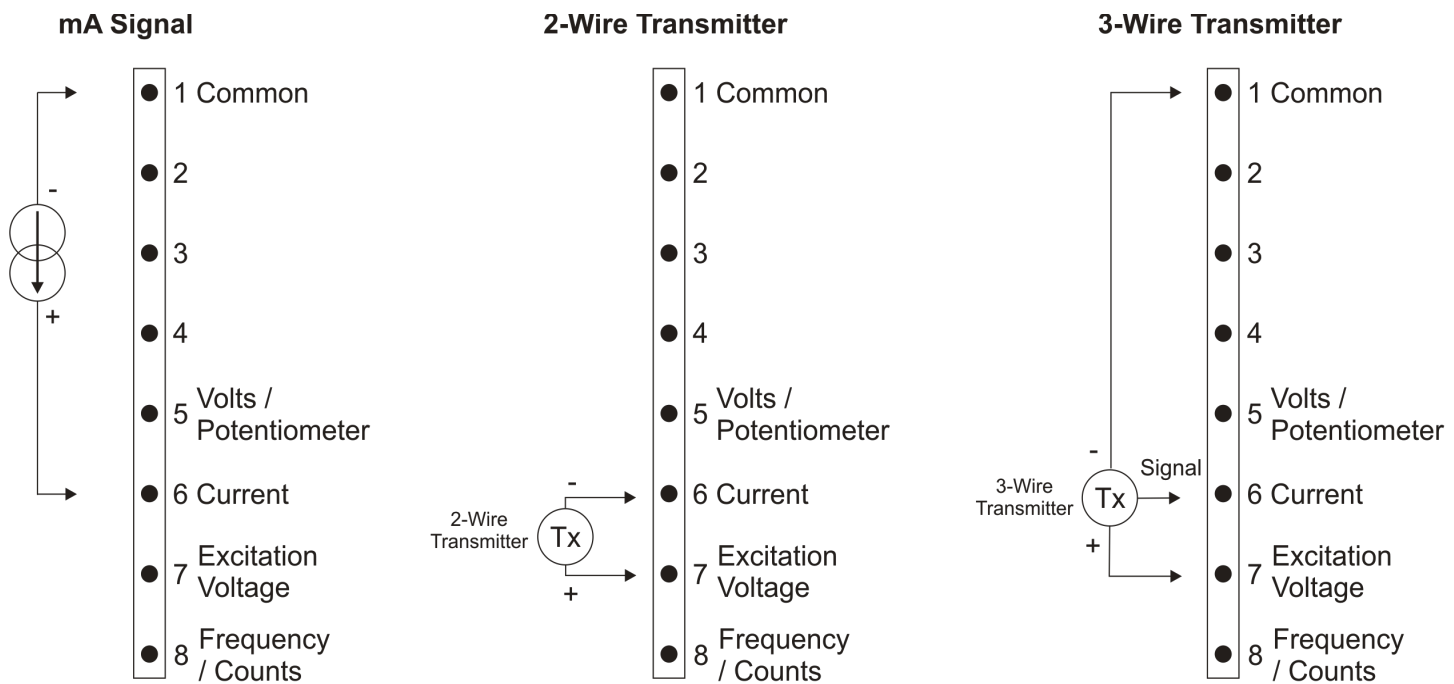 mA Signal
1 Common
2
3
4
5 Volts /
Potentiometer
6 Current
7 Excitation
Voltage
8 Frequency
/ Counts
-
+
2-Wire Transmitter
1 Common
2
3
4
5 Volts /
Potentiometer
6 Current
7 Excitation
Voltage
8 Frequency
/ Counts
-
2-Wire
Transmitter
Tx
+
3-Wire Transmitter
1 Common
2
3
4
5 Volts /
Potentiometer
6 Current
7 Excitation
Voltage
8 Frequency
/ Counts
-
Signal
3-Wire
Transmitter
Tx
+